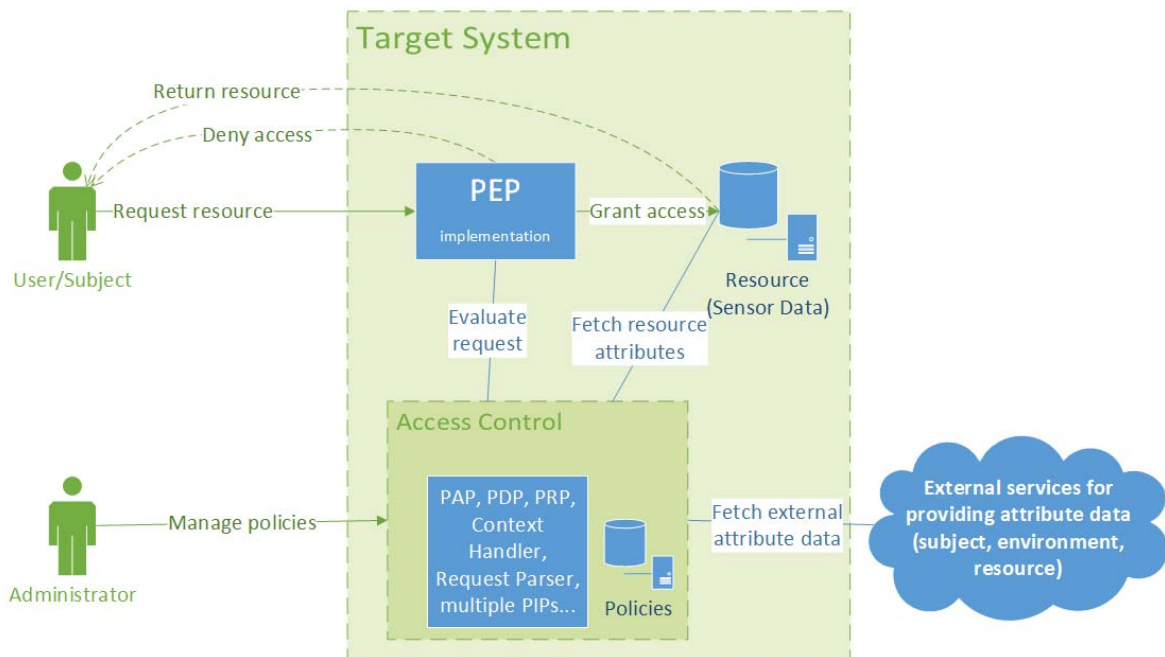 Target System
Return resource
Deny access
PEP
implementation
Request resource
Grant access
User/Subject
Resource
(Sensor Data)
Evaluate
request
Fetch resource
attributes
Access Control
PAP, PDP, PRP,
Context
Handler,
Request Parser,
multiple PIPs...
Policies
Manage policies
Administrator
Fetch external
attribute data
External services for
providing attribute data
(subject, environment,
resource)